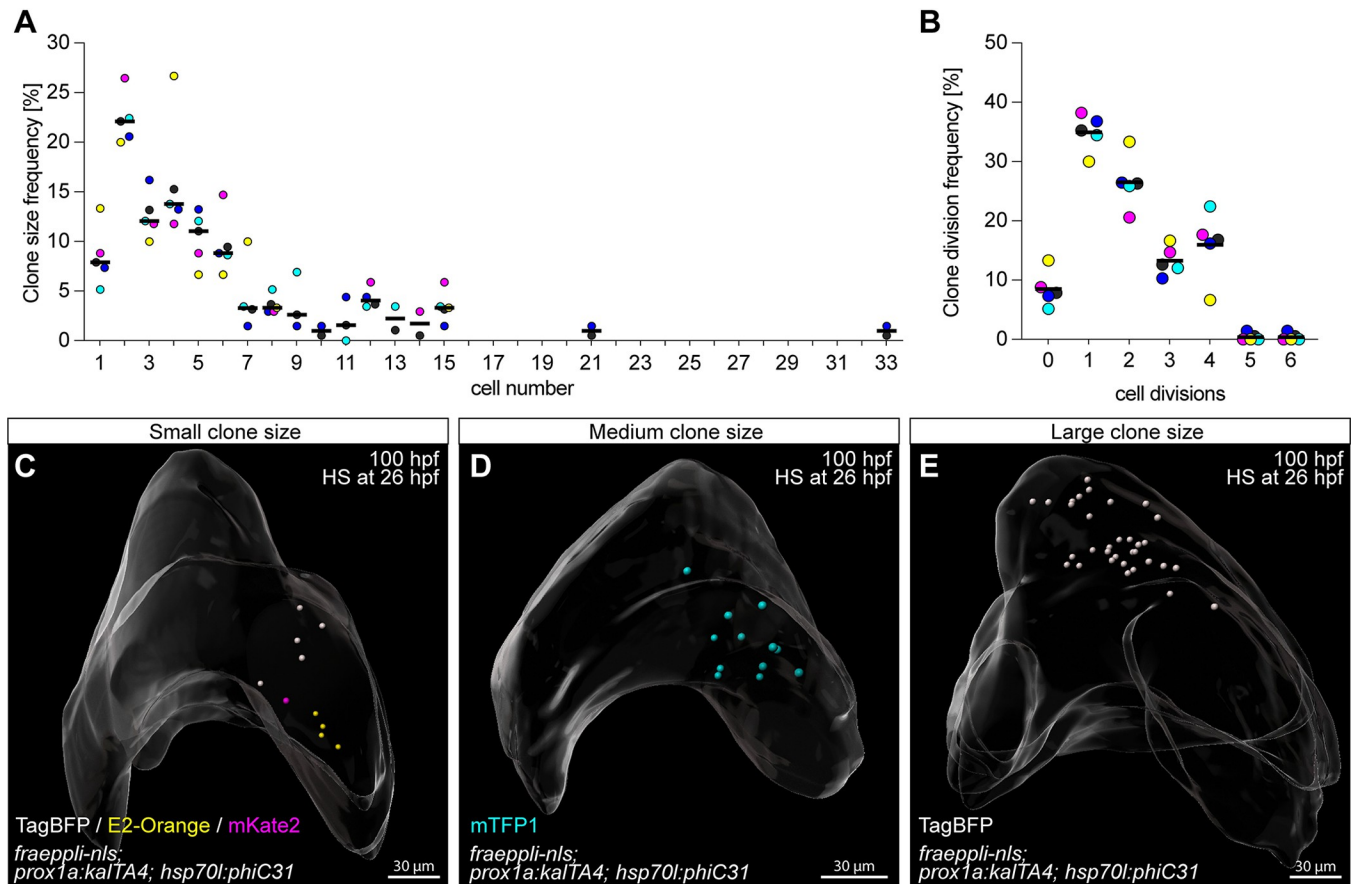 A
Clone size frequency [%]
30
25
20
15
10
5
0
1 3 5 7 9 11 13 15 17 19 21 23 25 27 29 31 33
cell number
B
Clone division frequency [%]
50
40
30
20
10
0
0 1 2 3 4 5 6
cell divisions
Small clone size
C
100 hpf
HS at 26 hpf
TagBFP / E2-Orange / mKate2
fraeppli-nls;
prox1a:kalTA4; hsp70l:phiC31
30 µm
Medium clone size
D
100 hpf
HS at 26 hpf
mTFP1
fraeppli-nls;
prox1a:kalTA4; hsp70l:phiC31
30 µm
Large clone size
E
100 hpf
HS at 26 hpf
TagBFP
fraeppli-nls;
prox1a:kalTA4; hsp70l:phiC31
30 µm